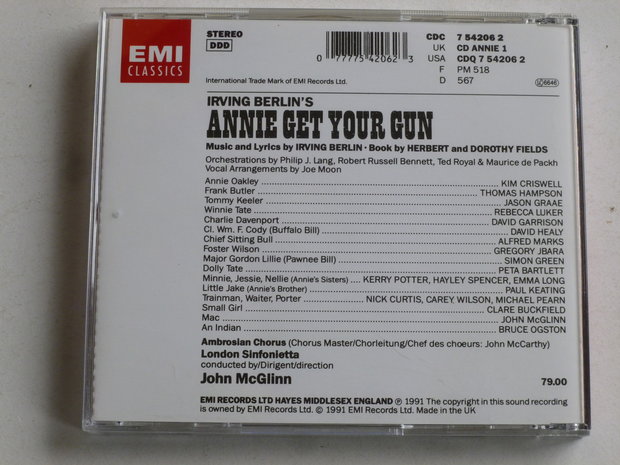 EMI
CLASSICS
STEREO
DDD
0 77775 42062 3
CDC 7 54206 2
UK CD ANNIE 1
USA CDQ 7 54206 2
F PM 518
D 567
International Trade Mark of EMI Records Ltd.
6646
IRVING BERLIN'S
ANNIE GET YOUR GUN
Music and Lyrics by IRVING BERLIN · Book by HERBERT and DOROTHY FIELDS
Orchestrations by Philip J. Lang, Robert Russell Bennett, Ted Royal & Maurice de Packh
Vocal Arrangements by Joe Moon
Annie Oakley ... KIM CRISWELL
Frank Butler ... THOMAS HAMPSON
Tommy Keeler ... JASON GRAAE
Winnie Tate ... REBECCA LUKER
Charlie Davenport ... DAVID GARRISON
Cl. Wm. F. Cody (Buffalo Bill) ... DAVID HEALY
Chief Sitting Bull ... ALFRED MARKS
Foster Wilson ... GREGORY JBARA
Major Gordon Lillie (Pawnee Bill) ... SIMON GREEN
Dolly Tate ... PETA BARTLETT
Minnie, Jessie, Nellie (Annie's Sisters) ... KERRY POTTER, HAYLEY SPENCER, EMMA LONG
Little Jake (Annie's Brother) ... PAUL KEATING
Trainman, Waiter, Porter ... NICK CURTIS, CAREY WILSON, MICHAEL PEARN
Small Girl ... CLARE BUCKFIELD
Mac ... JOHN McGLINN
An Indian ... BRUCE OGSTON
Ambrosian Chorus (Chorus Master/Chorleitung/Chef des choeurs: John McCarthy)
London Sinfonietta
conducted by/Dirigent/direction
John McGlinn
79.00
EMI RECORDS LTD HAYES MIDDLESEX ENGLAND ℗ 1991 The copyright in this sound recording
is owned by EMI Records Ltd. © 1991 EMI Records Ltd. Made in the UK